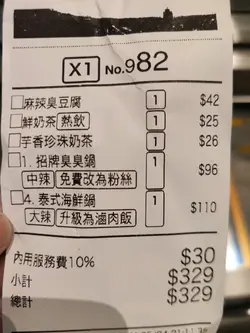 X1 No.982
麻辣臭豆腐 1 $42
鮮奶茶 熱飲 1 $25
芋香珍珠奶茶 1 $26
1. 招牌臭臭鍋 1 $96
中辣 免費改為粉絲
4. 泰式海鮮鍋 1 $110
大辣 升級為滷肉飯
內用服務費10% $30
小計 $329
總計 $329